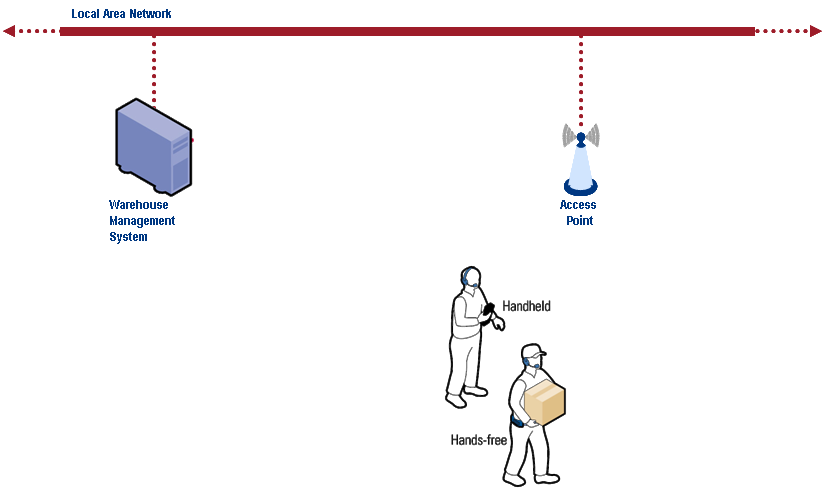 Local Area Network
Warehouse
Management
System
Access
Point
Handheld
Hands-free